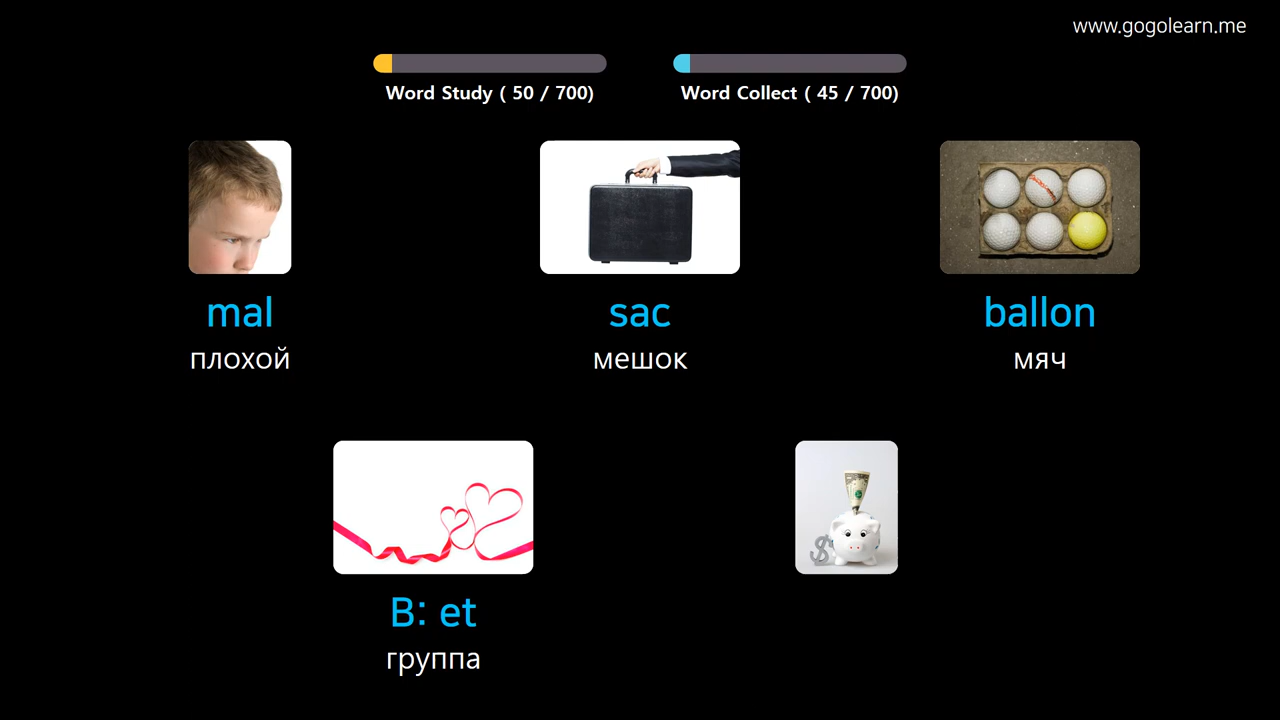 www.gogolearn.me
Word Study ( 50 / 700)
Word Collect ( 45 / 700)
mal
плохой
sac
мешок
ballon
мяч
B: et
группа